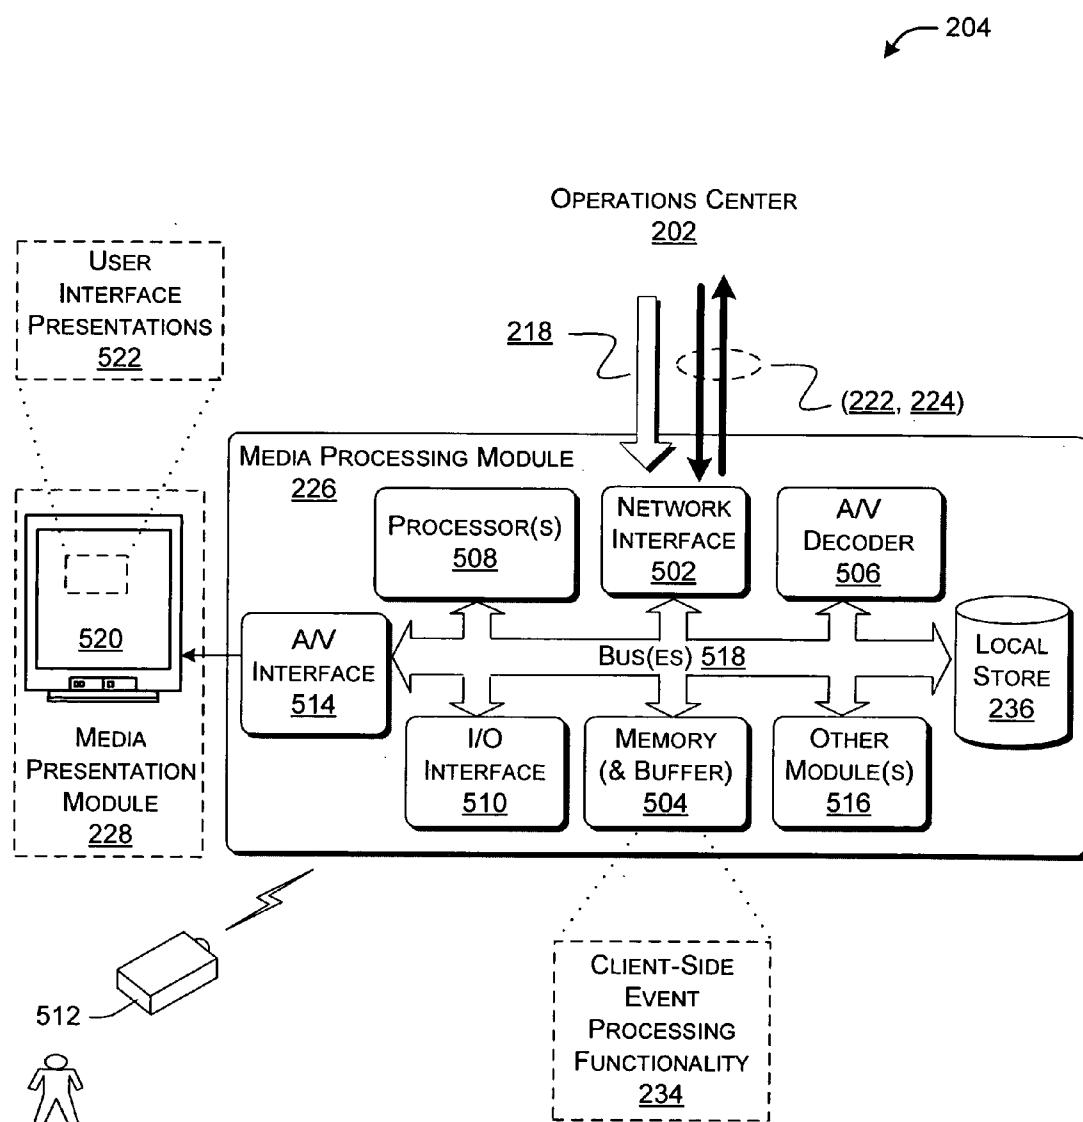 204
OPERATIONS CENTER
202
USER
INTERFACE
PRESENTATIONS
522
218
(222, 224)
MEDIA PROCESSING MODULE
226
PROCESSOR(S)
508
NETWORK
INTERFACE
502
A/V
DECODER
506
520
A/V
INTERFACE
514
BUS(ES) 518
LOCAL
STORE
236
MEDIA
PRESENTATION
MODULE
228
I/O
INTERFACE
510
MEMORY
(& BUFFER)
504
OTHER
MODULE(S)
516
512
CLIENT-SIDE
EVENT
PROCESSING
FUNCTIONALITY
234